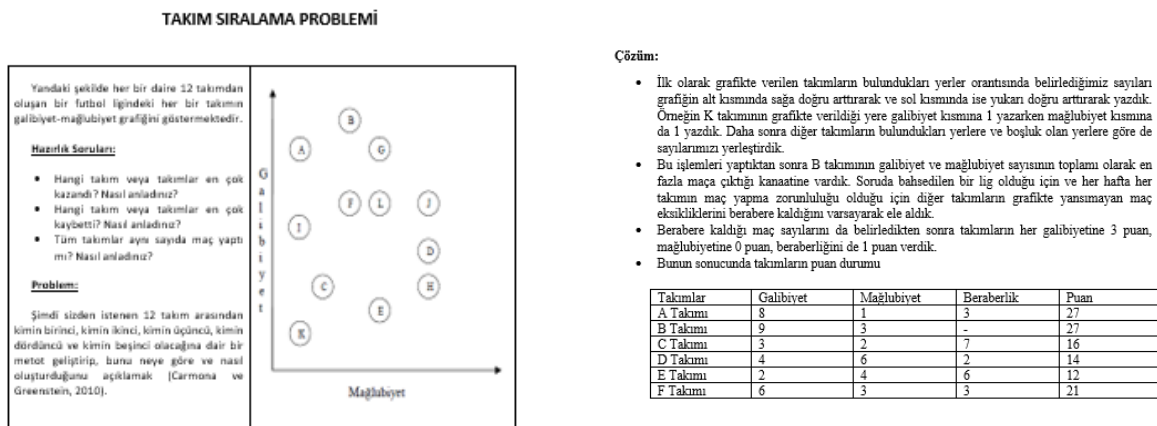 TAKIM SIRALAMA PROBLEMİ
Yandaki şekilde her bir daire 12 takımdan
oluşan bir futbol ligindeki her bir takımın
galibiyet-mağlubiyet grafiğini göstermektedir.
Hazırlık Soruları:
• Hangi takım veya takımlar en çok
kazandı? Nasıl anladınız?
• Hangi takım veya takımlar en çok
kaybetti? Nasıl anladınız?
• Tüm takımlar aynı sayıda maç yaptı
mı? Nasıl anladınız?
Problem:
Şimdi sizden istenen 12 takım arasından
kimin birinci, kimin ikinci, kimin üçüncü, kimin
dördüncü ve kimin beşinci olacağına dair bir
metot geliştirip, bunu neye göre ve nasıl
oluşturduğunu açıklamak (Carmona ve
Greenstein, 2010).
Galibiyet
B
A
G
F
L
J
I
D
C
H
E
K
Mağlubiyet
Çözüm:
• İlk olarak grafikte verilen takımların bulundukları yerler orantısında belirlediğimiz sayıları
grafiğin alt kısmında sağa doğru arttırarak ve sol kısmında ise yukarı doğru arttırarak yazdık.
Örneğin K takımının grafikte verildiği yere galibiyet kısmına 1 yazarken mağlubiyet kısmına
da 1 yazdık. Daha sonra diğer takımların bulundukları yerlere ve boşluk olan yerlere göre de
sayılarımızı yerleştirdik.
• Bu işlemleri yaptıktan sonra B takımının galibiyet ve mağlubiyet sayısının toplamı olarak en
fazla maça çıktığı kanaatine vardık. Soruda bahsedilen bir lig olduğu için ve her hafta her
takımın maç yapma zorunluluğu olduğu için diğer takımların grafikte yansımayan maç
eksikliklerini berabere kaldığını varsayarak ele aldık.
• Berabere kaldığı maç sayılarını da belirledikten sonra takımların her galibiyetine 3 puan,
mağlubiyetine 0 puan, beraberliğini de 1 puan verdik.
• Bunun sonucunda takımların puan durumu
Takımlar Galibiyet Mağlubiyet Beraberlik Puan
A Takımı 8 1 3 27
B Takımı 9 3 - 27
C Takımı 3 2 7 16
D Takımı 4 6 2 14
E Takımı 2 4 6 12
F Takımı 6 3 3 21